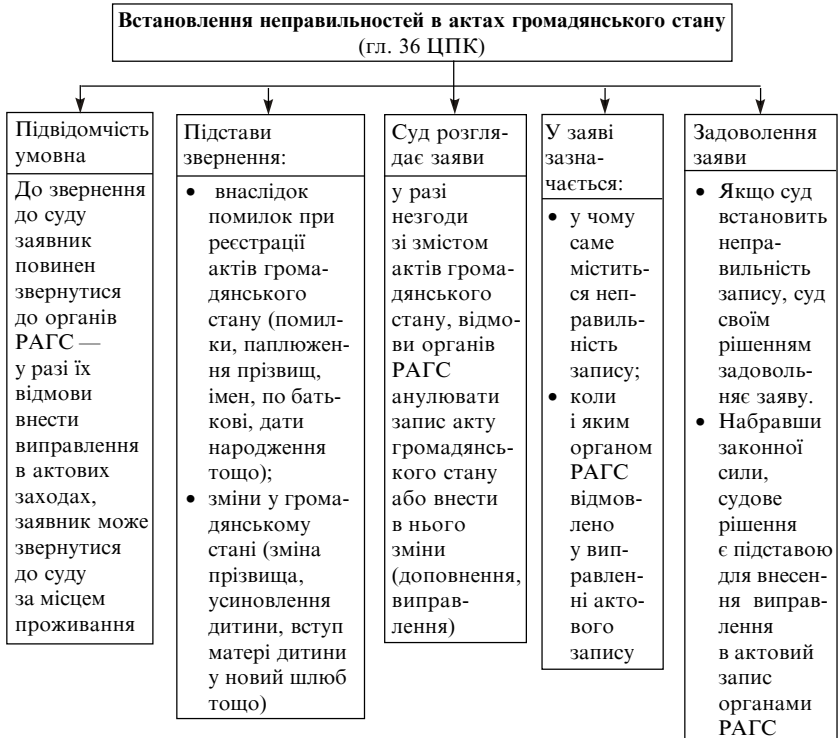 Встановлення неправильностей в актах громадянського стану
(гл. 36 ЦПК)
Підвідомчість
умовна
До звернення
до суду
заявник
повинен
звернутися
до органів
РАГС —
у разі їх
відмови
внести
виправлення
в актових
заходах,
заявник може
звернутися
до суду
за місцем
проживання
Підстави
звернення:
• внаслідок
помилок при
реєстрації
актів грома-
дянського
стану (помил-
ки, паплюжен-
ня прізвищ,
імен, по бать-
кові, дати
народження
тощо);
• зміни у грома-
дянському
стані (зміна
прізвища,
усиновлення
дитини, вступ
матері дитини
у новий шлюб
тощо)
Суд розгля-
дає заяви
у разі
незгоди
зі змістом
актів грома-
дянського
стану, відмо-
ви органів
РАГС
анулювати
запис акту
громадянсь-
кого стану
або внести
в нього
зміни
(доповнення,
виправ-
лення)
У заяві
зазна-
чається:
• у чому
саме
містить-
ся неп-
равиль-
ність
запису;
• коли
і яким
органом
РАГС
відмов-
лено
у вип-
равлен-
ні акто-
вого
запису
Задоволення
заяви
• Якщо суд
встановить
непра-
вильність
запису, суд
своїм
рішенням
задоволь-
няє заяву.
• Набравши
законної
сили,
судове
рішення
є підставою
для внесен-
ня виправ-
лення
в актовий
запис
органами
РАГС